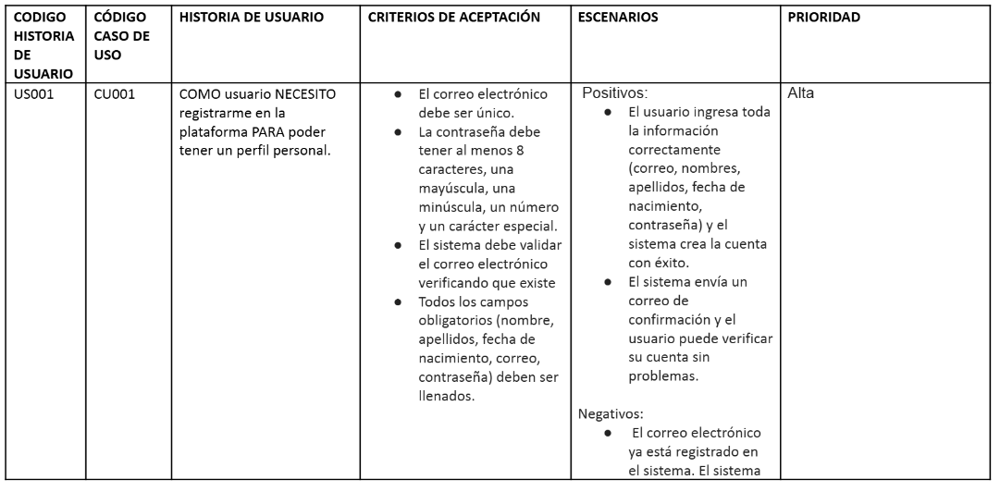 CODIGO
HISTORIA
DE
USUARIO
CÓDIGO
CASO DE
USO
HISTORIA DE USUARIO
CRITERIOS DE ACEPTACIÓN
ESCENARIOS
PRIORIDAD
US001
CU001
COMO usuario NECESITO
registrarme en la
plataforma PARA poder
tener un perfil personal.
● El correo electrónico
debe ser único.
● La contraseña debe
tener al menos 8
caracteres, una
mayúscula, una
minúscula, un número
y un carácter especial.
● El sistema debe validar
el correo electrónico
verificando que existe
● Todos los campos
obligatorios (nombre,
apellidos, fecha de
nacimiento, correo,
contraseña) deben ser
llenados.
Positivos:
● El usuario ingresa toda
la información
correctamente
(correo, nombres,
apellidos, fecha de
nacimiento,
contraseña) y el
sistema crea la cuenta
con éxito.
● El sistema envía un
correo de
confirmación y el
usuario puede verificar
su cuenta sin
problemas.
Negativos:
● El correo electrónico
ya está registrado en
el sistema. El sistema
Alta